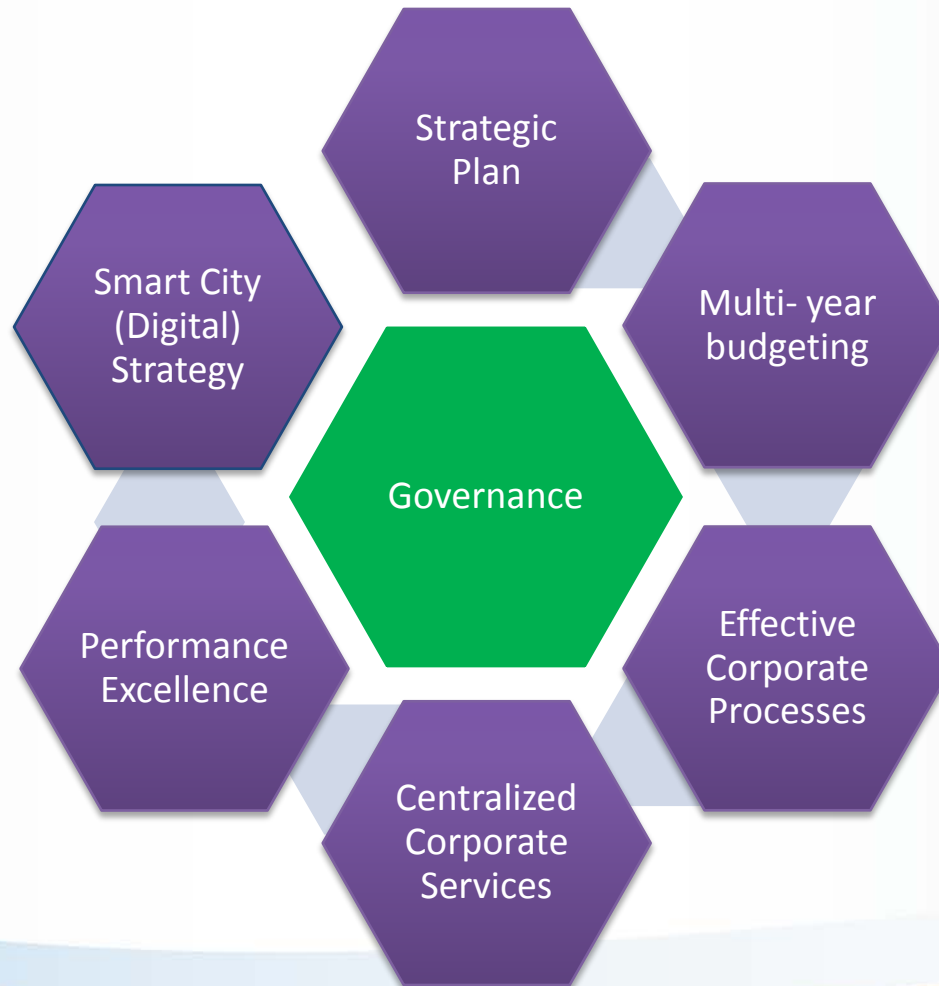 Strategic
Plan
Smart City
(Digital)
Strategy
Multi- year
budgeting
Governance
Performance
Excellence
Effective
Corporate
Processes
Centralized
Corporate
Services